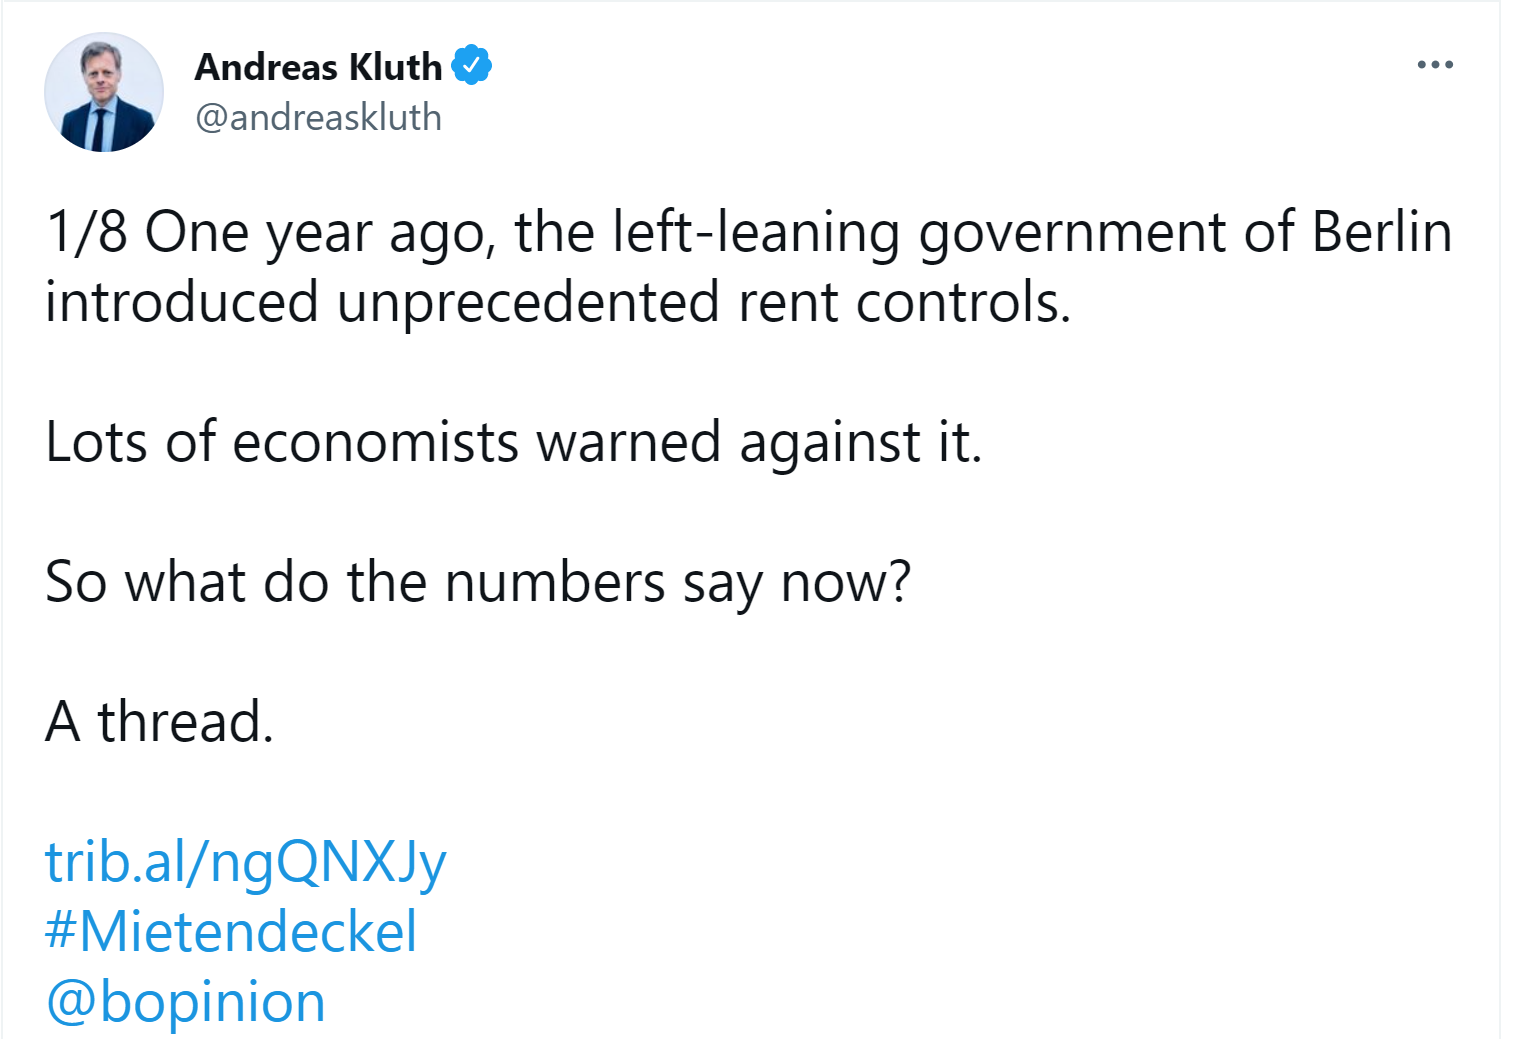 Andreas Kluth
@andreaskluth
1/8 One year ago, the left-leaning government of Berlin
introduced unprecedented rent controls.
Lots of economists warned against it.
So what do the numbers say now?
A thread.
trib.al/ngQNXJy
#Mietendeckel
@bopinion